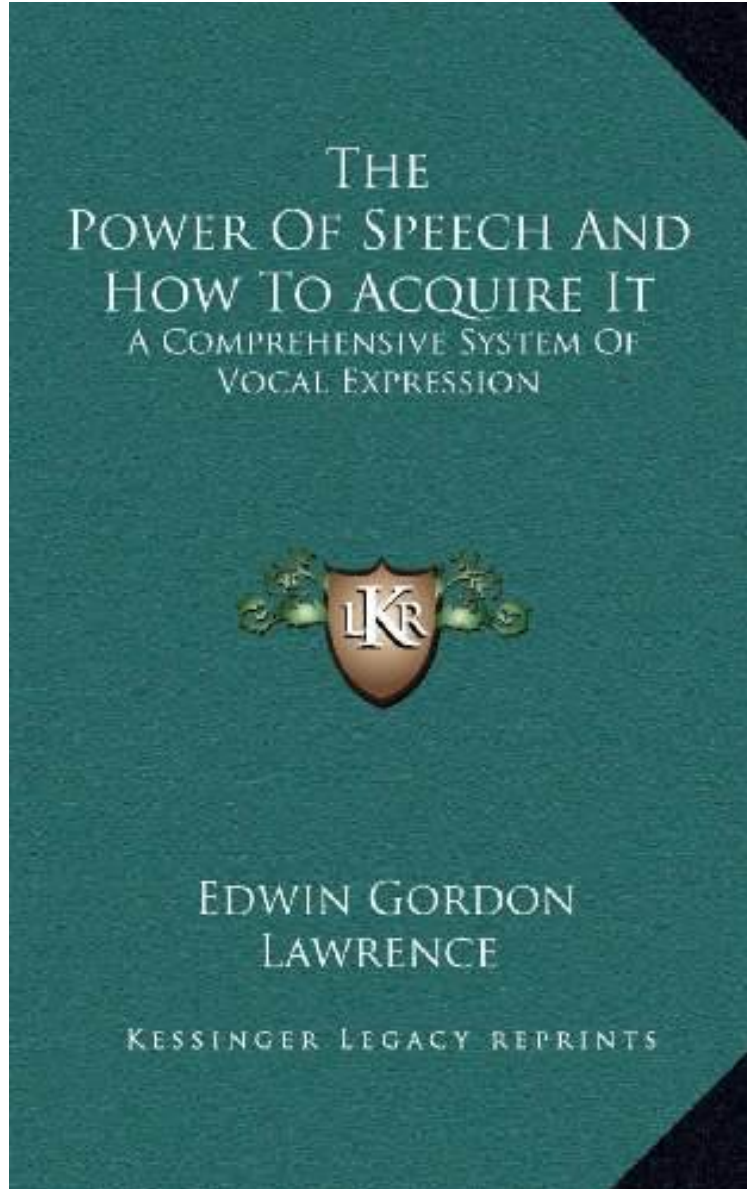 The
Power Of Speech And
How To Acquire It
A Comprehensive System Of
Vocal Expression
LKR
Edwin Gordon
Lawrence
Kessinger Legacy reprints